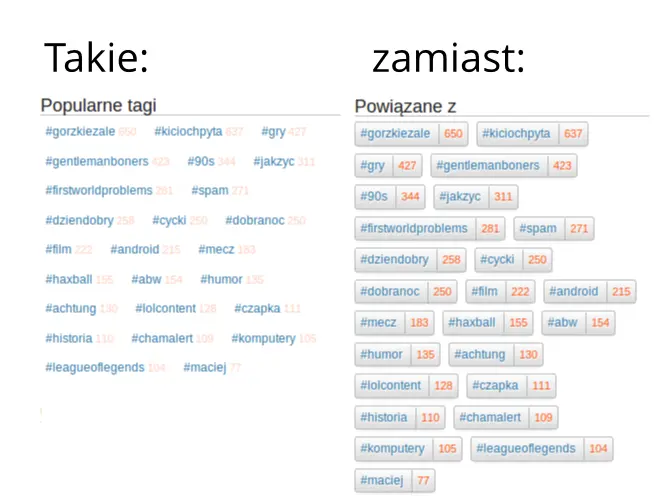 Takie:
zamiast:
Popularne tagi
#gorzkiezale 650 #kiciochpyta 637 #gry 427
#gentlemanboners 423 #90s 344 #jakzyc 311
#firstworldproblems 281 #spam 271
#dziendobry 258 #cycki 250 #dobranoc 250
#film 222 #android 215 #mecz 183
#haxball 155 #abw 154 #humor 135
#achtung 130 #lolcontent 128 #czapka 111
#historia 110 #chamalert 109 #komputery 105
#leagueoflegends 104 #maciej 77
Powiązane z
#gorzkiezale 650 #kiciochpyta 637
#gry 427 #gentlemanboners 423
#90s 344 #jakzyc 311
#firstworldproblems 281 #spam 271
#dziendobry 258 #cycki 250
#dobranoc 250 #film 222 #android 215
#mecz 183 #haxball 155 #abw 154
#humor 135 #achtung 130
#lolcontent 128 #czapka 111
#historia 110 #chamalert 109
#komputery 105 #leagueoflegends 104
#maciej 77